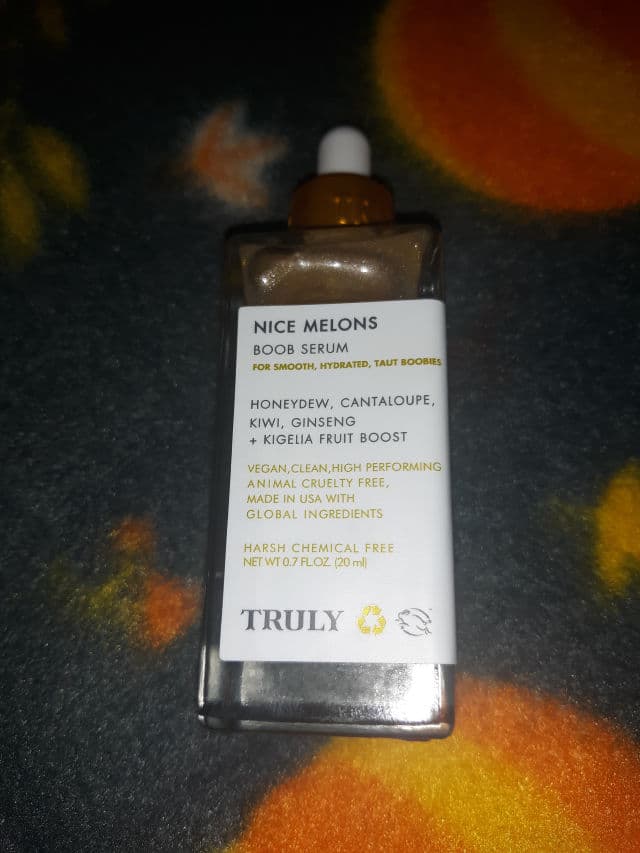 NICE MELONS
BOOB SERUM
FOR SMOOTH, HYDRATED, TAUT BOOBIES
HONEYDEW, CANTALOUPE,
KIWI, GINSENG
+ KIGELIA FRUIT BOOST
VEGAN,CLEAN,HIGH PERFORMING
ANIMAL CRUELTY FREE,
MADE IN USA WITH
GLOBAL INGREDIENTS
HARSH CHEMICAL FREE
NET WT 0.7 FL.OZ. (20 ml)
TRULY